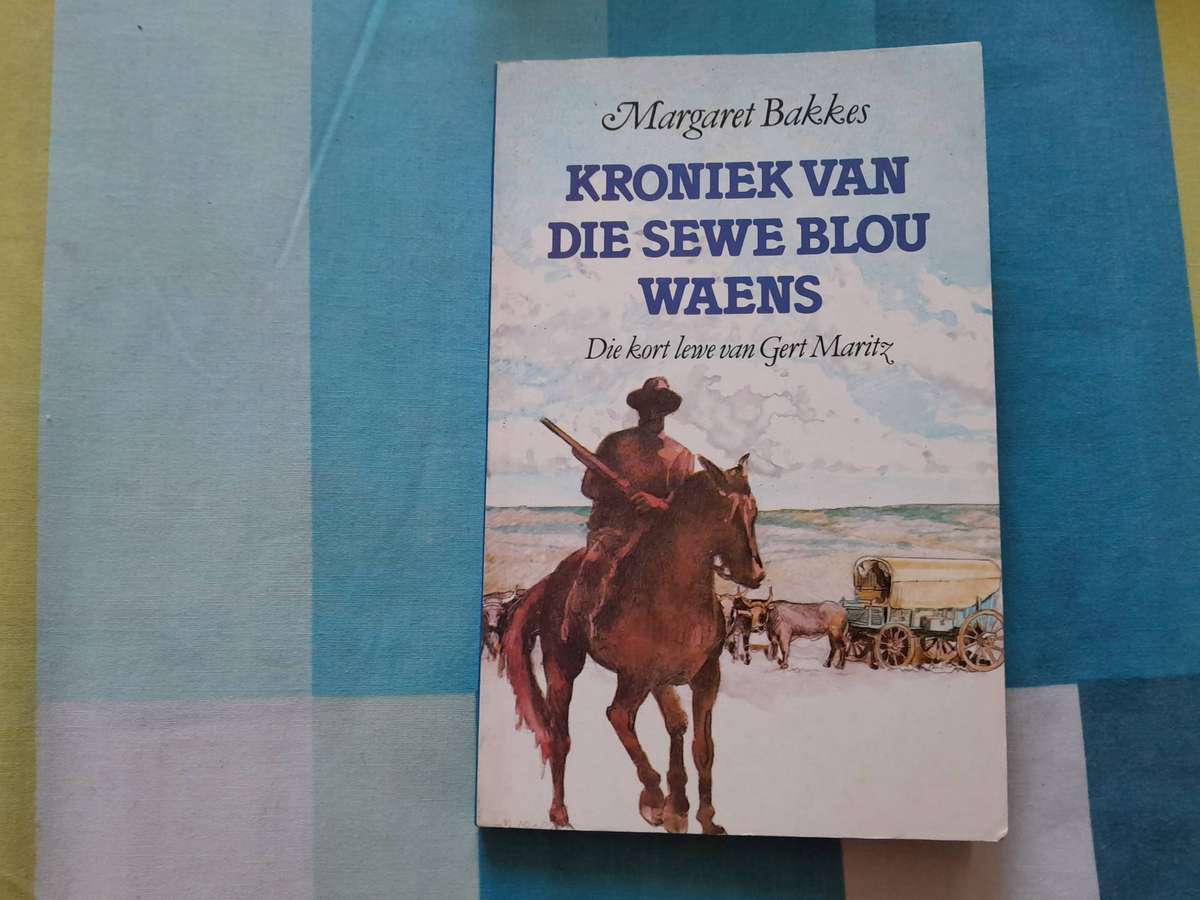 Margaret Bakkes
KRONIEK VAN
DIE SEWE BLOU
WAENS
Die kort lewe van Gert Maritz